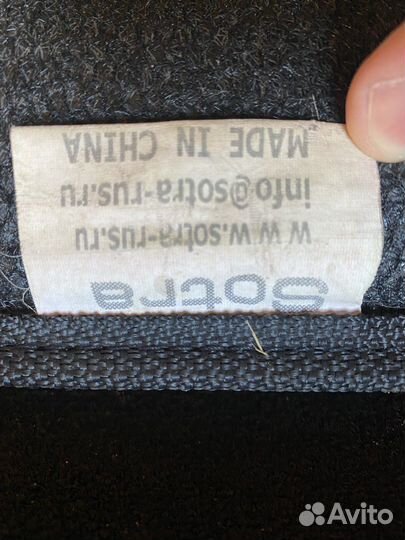 Sotra
w w.sotra-rus.ru
info@sotra-rus.ru
MADE IN CHINA
Avito